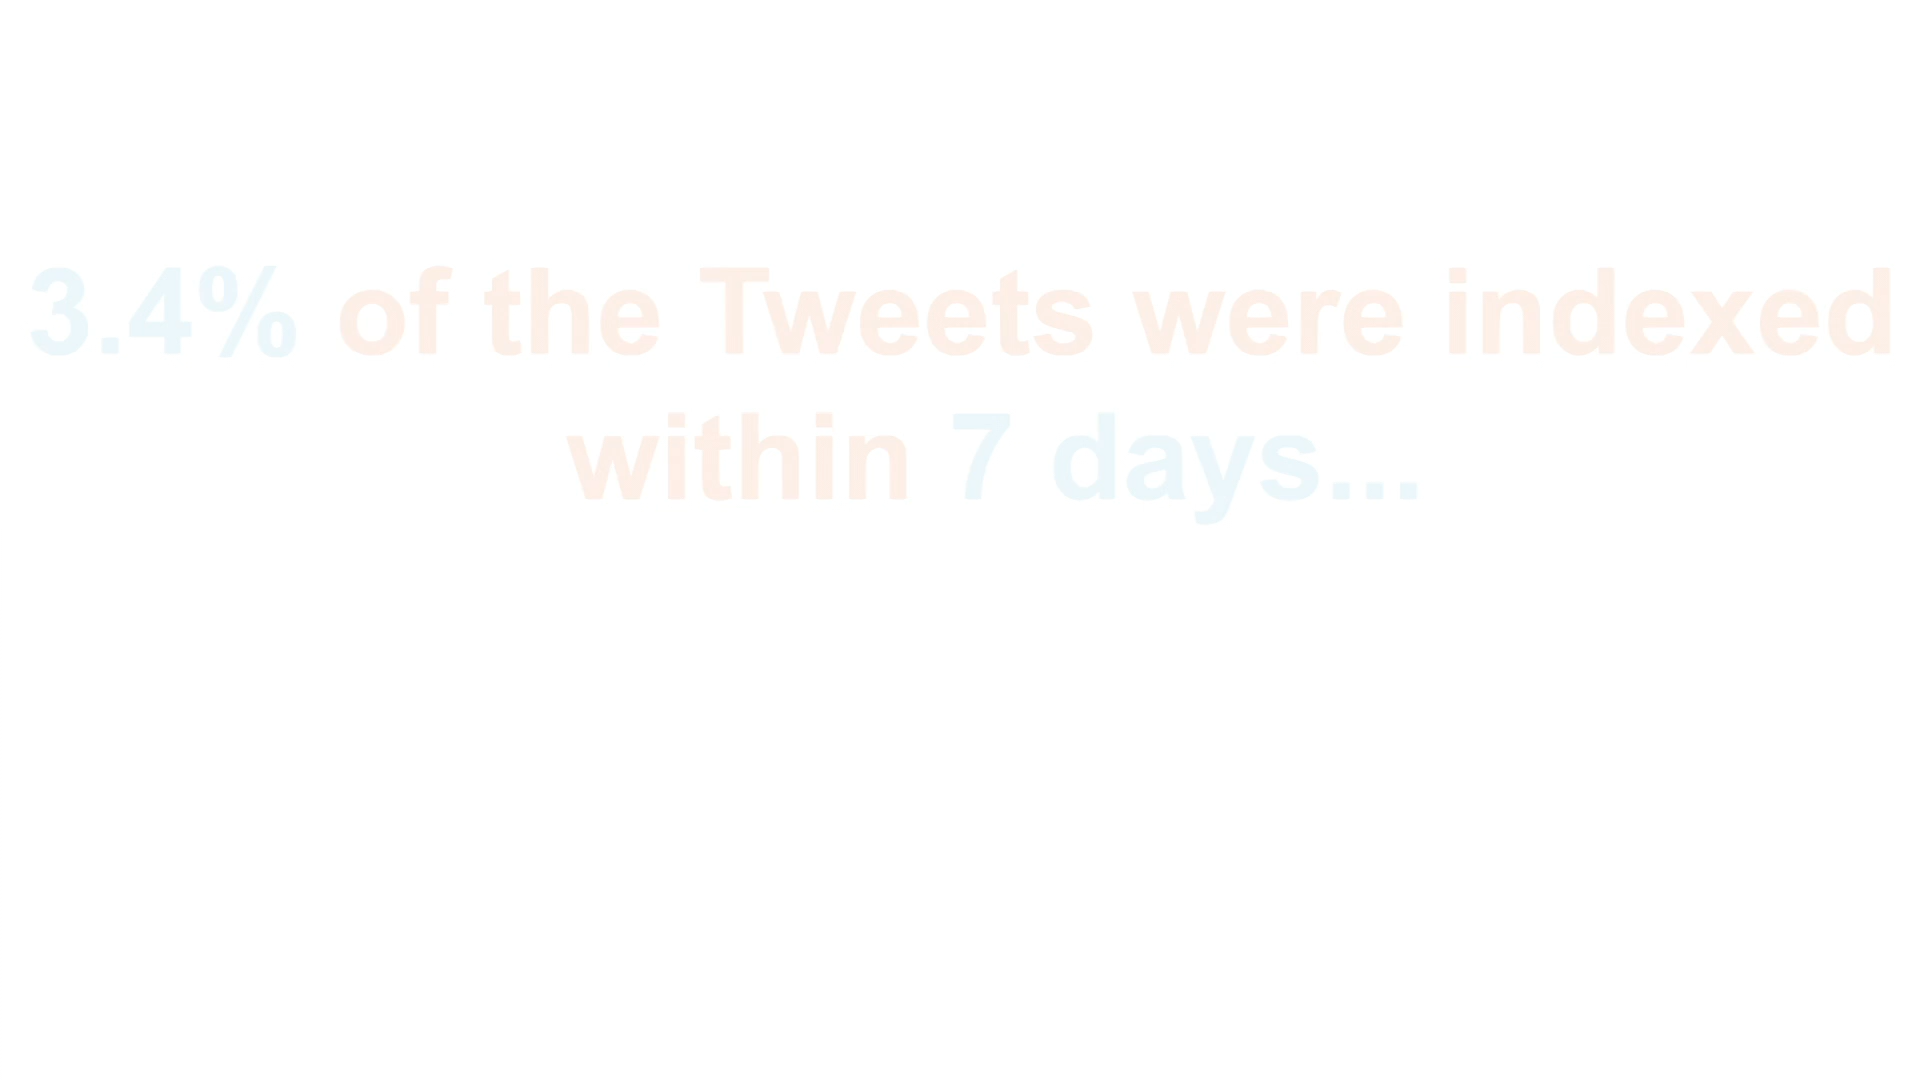 3.4% of the Tweets were indexed
within 7 days...